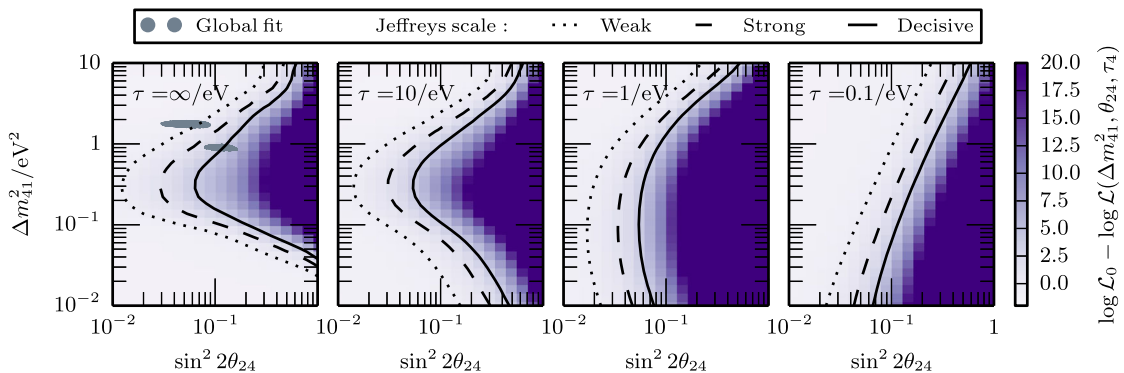 Global fit Jeffreys scale : Weak Strong Decisive
τ =∞/eV τ =10/eV τ =1/eV τ =0.1/eV
Δm²₄₁/eV²
10
1
10⁻¹
10⁻²
10⁻² 10⁻¹ 10⁻² 10⁻¹ 10⁻² 10⁻¹ 10⁻² 10⁻¹ 1
sin² 2θ₂₄ sin² 2θ₂₄ sin² 2θ₂₄ sin² 2θ₂₄
20.0
17.5
15.0
12.5
10.0
7.5
5.0
2.5
0.0
log ℒ₀ − log ℒ(Δm²₄₁, θ₂₄, τ₄)